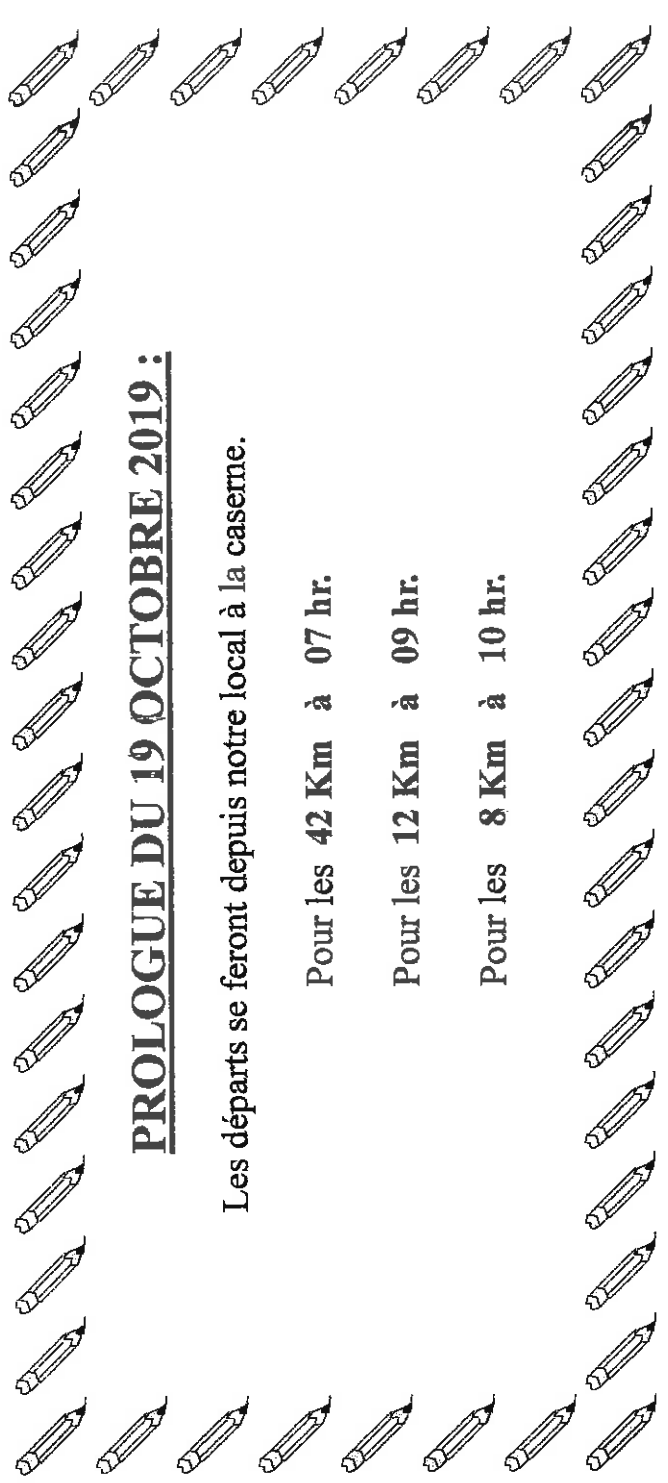 PROLOGUE DU 19 OCTOBRE 2019 :
Les départs se feront depuis notre local à la caserne.
Pour les 42 Km à 07 hr.
Pour les 12 Km à 09 hr.
Pour les 8 Km à 10 hr.